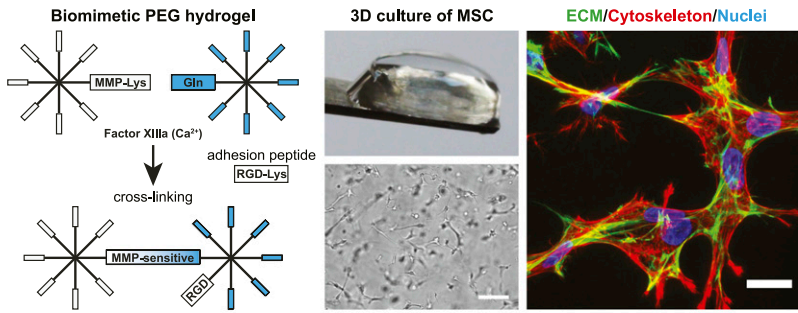 Biomimetic PEG hydrogel
MMP-Lys
Gln
Factor XIIIa (Ca²⁺)
adhesion peptide
RGD-Lys
cross-linking
MMP-sensitive
RGD
3D culture of MSC
ECM/Cytoskeleton/Nuclei